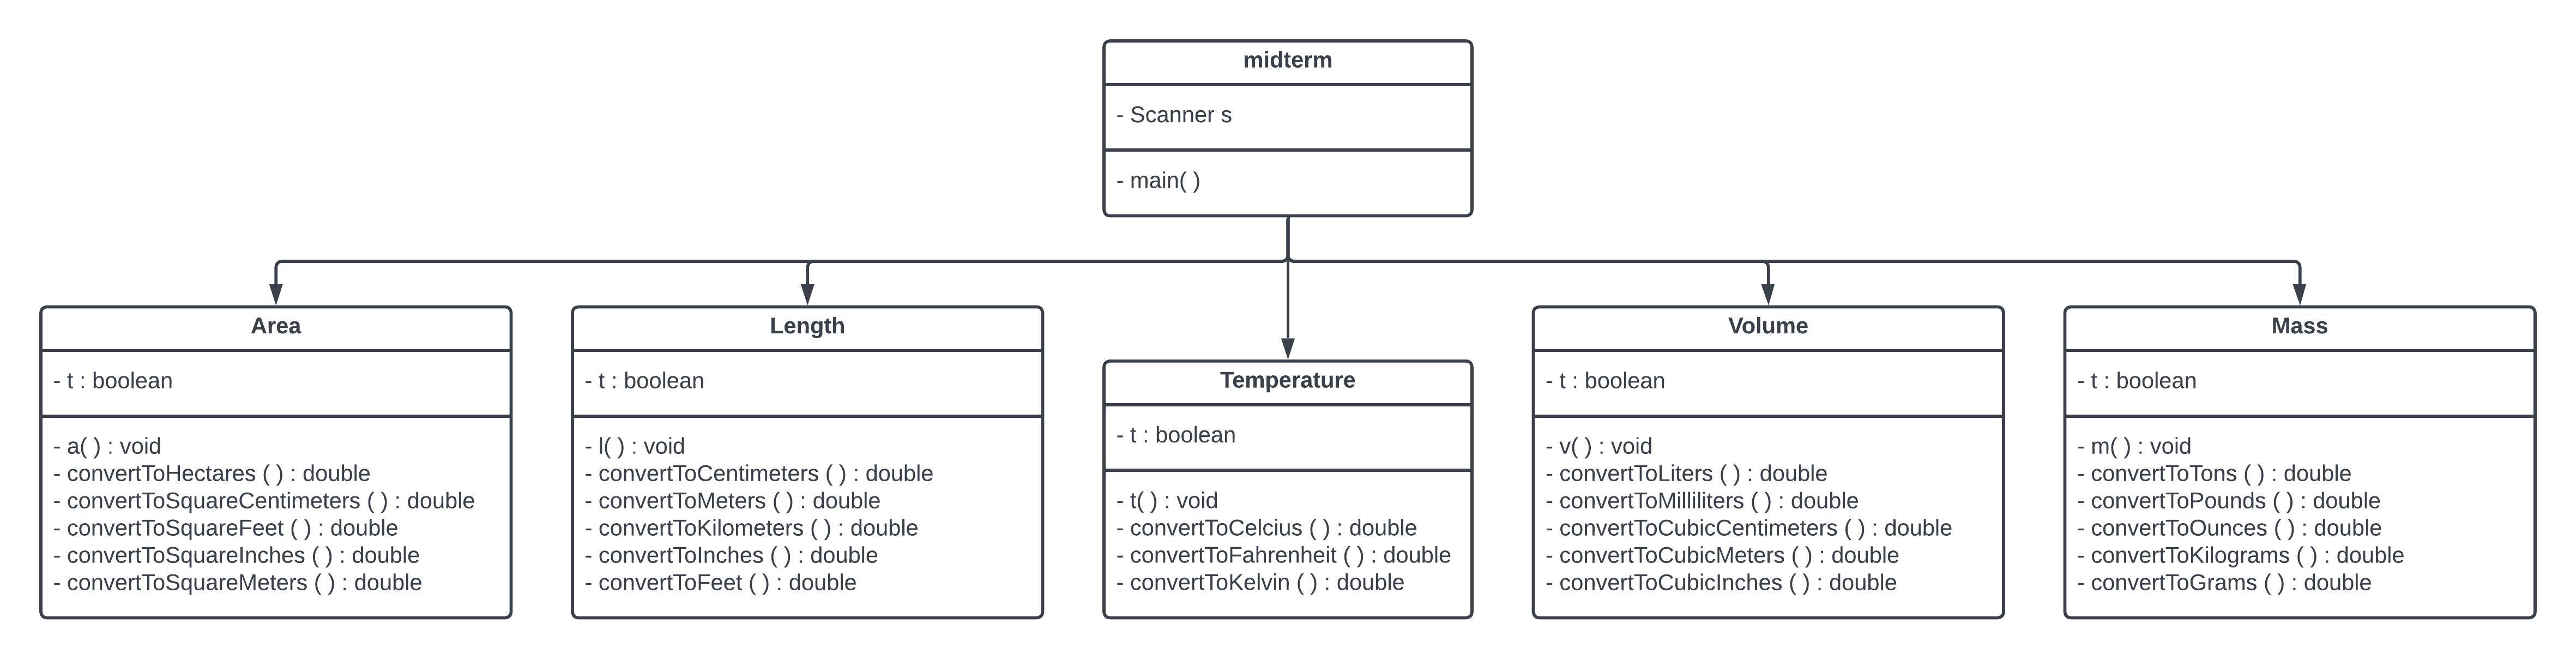 midterm
- Scanner s
- main( )
Area
- t : boolean
- a( ) : void
- convertToHectares ( ) : double
- convertToSquareCentimeters ( ) : double
- convertToSquareFeet ( ) : double
- convertToSquareInches ( ) : double
- convertToSquareMeters ( ) : double
Length
- t : boolean
- l( ) : void
- convertToCentimeters ( ) : double
- convertToMeters ( ) : double
- convertToKilometers ( ) : double
- convertToInches ( ) : double
- convertToFeet ( ) : double
Temperature
- t : boolean
- t( ) : void
- convertToCelcius ( ) : double
- convertToFahrenheit ( ) : double
- convertToKelvin ( ) : double
Volume
- t : boolean
- v( ) : void
- convertToLiters ( ) : double
- convertToMilliliters ( ) : double
- convertToCubicCentimeters ( ) : double
- convertToCubicMeters ( ) : double
- convertToCubicInches ( ) : double
Mass
- t : boolean
- m( ) : void
- convertToTons ( ) : double
- convertToPounds ( ) : double
- convertToOunces ( ) : double
- convertToKilograms ( ) : double
- convertToGrams ( ) : double